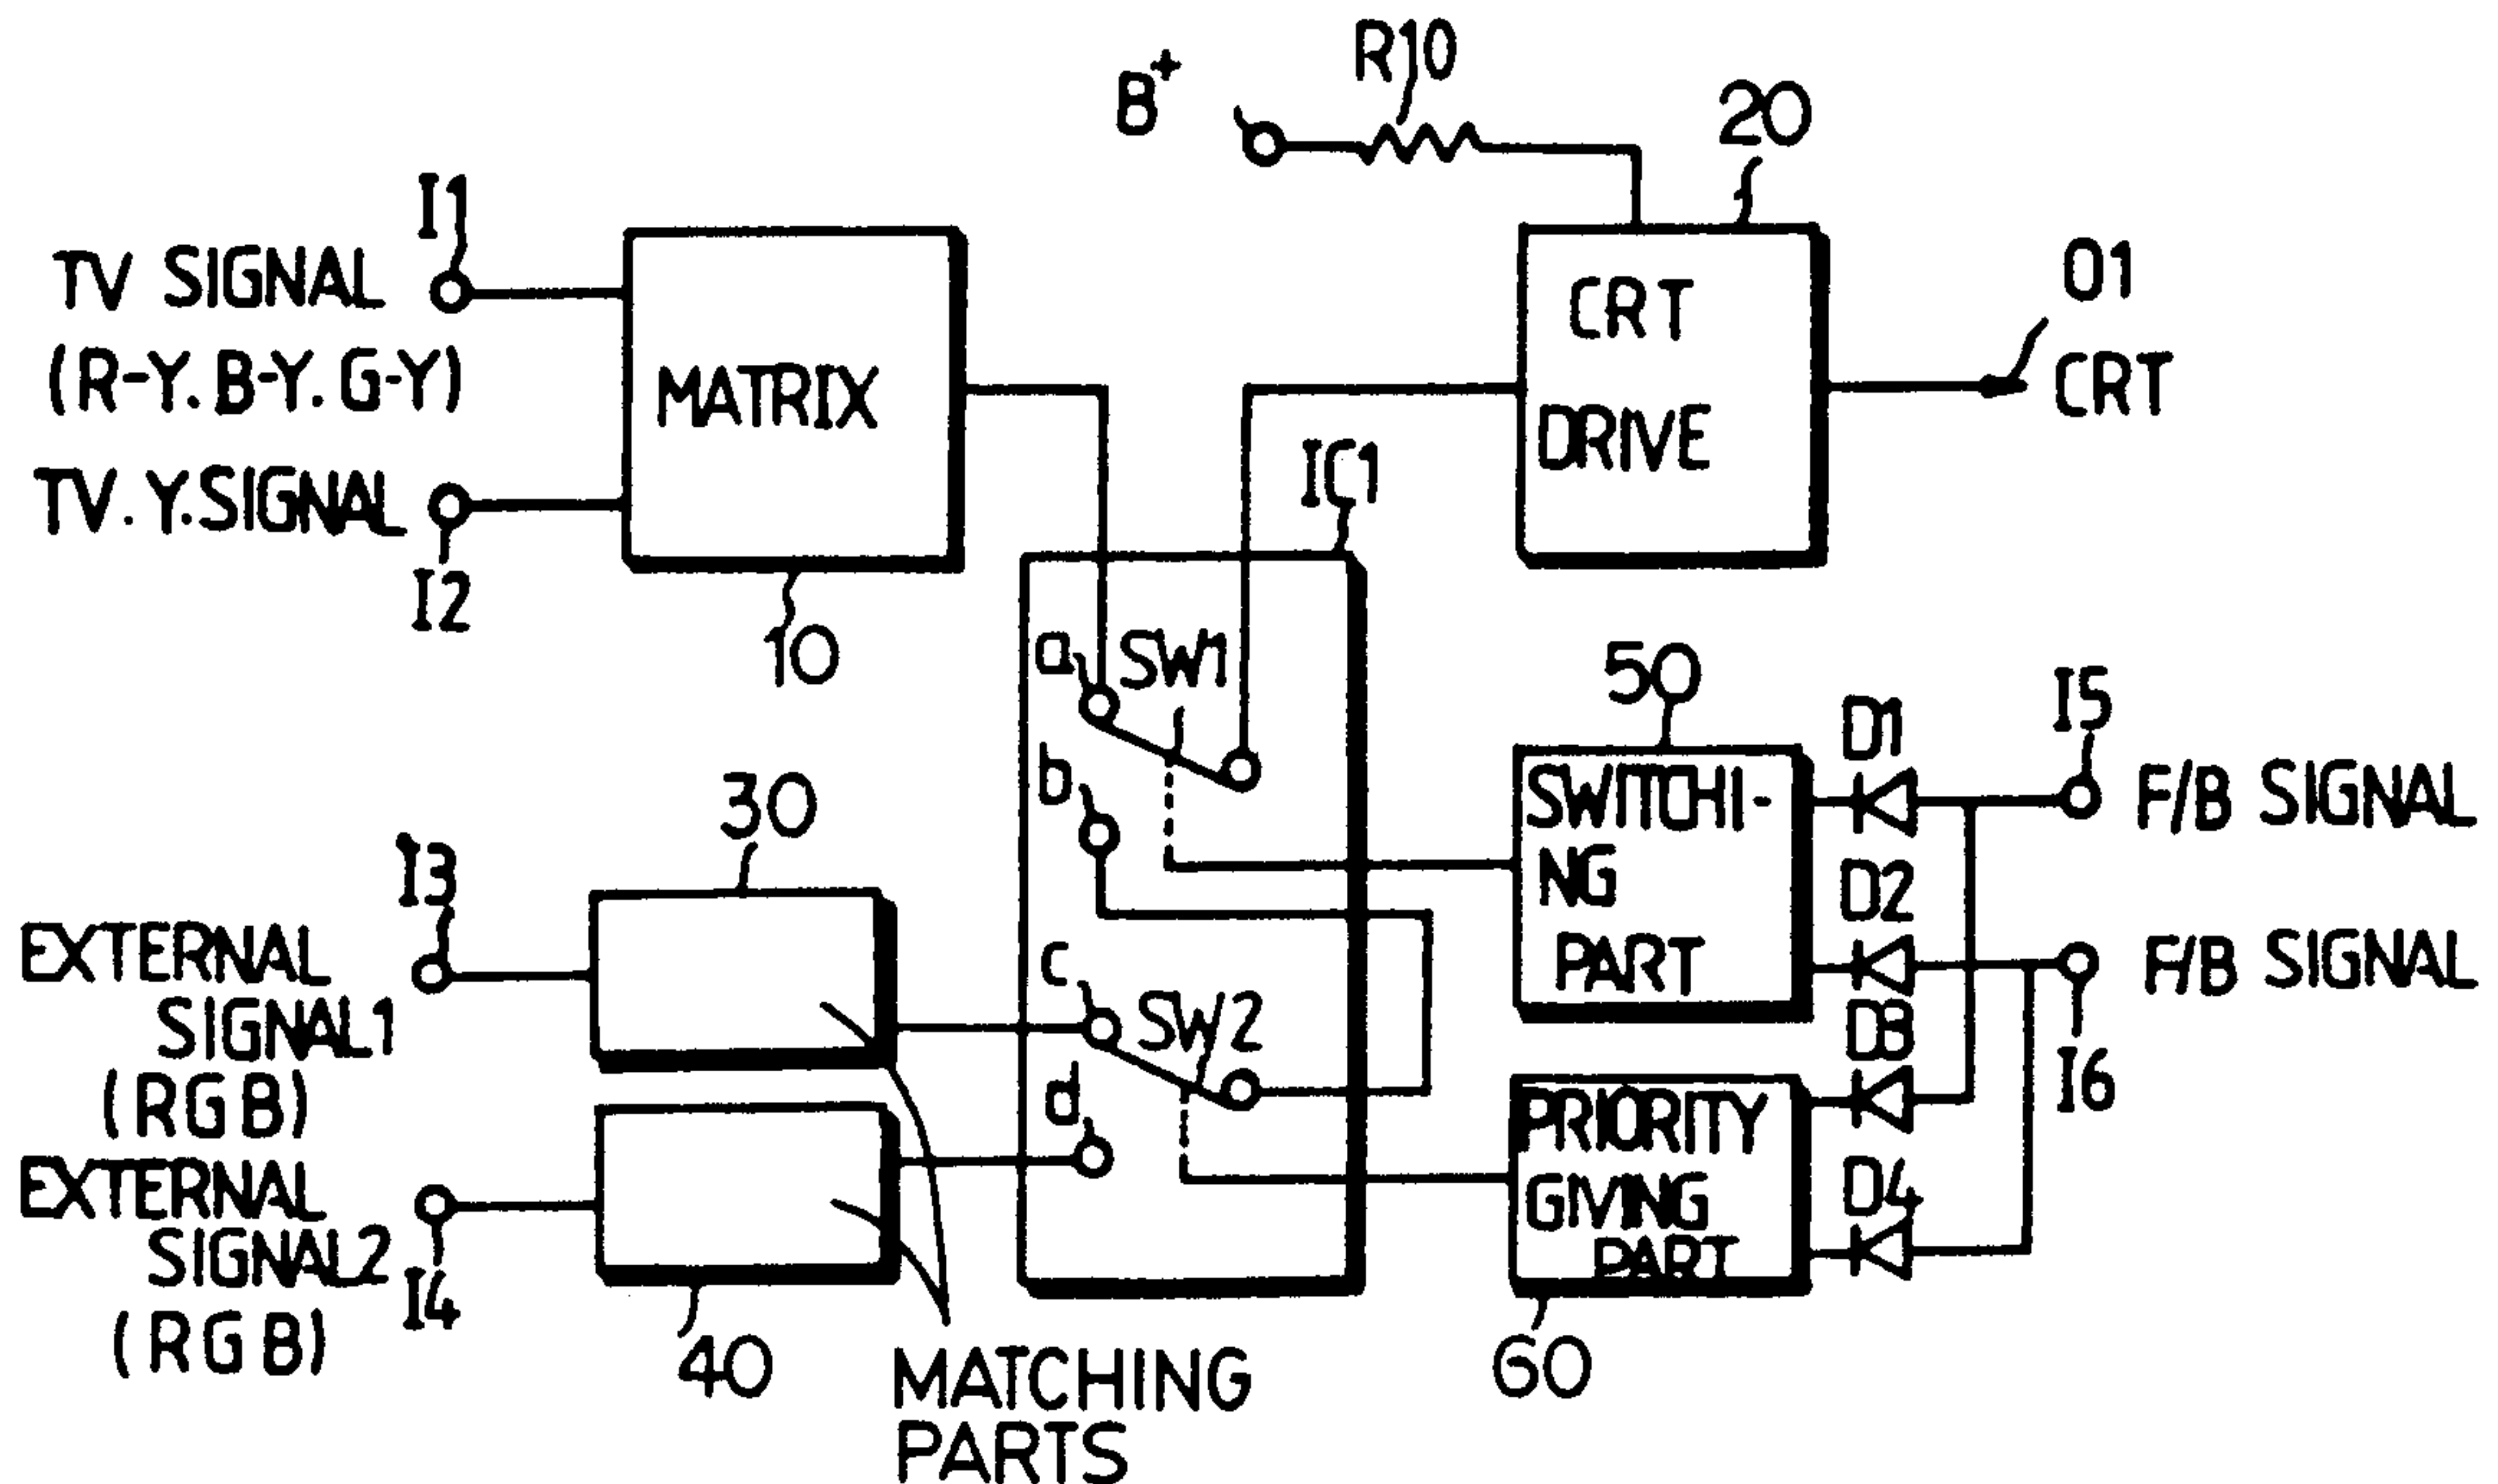 B+
R10
20
I1
TV SIGNAL
(R-Y. B-Y. G-Y)
TV. Y. SIGNAL
I2
MATRIX
10
CRT
DRIVE
O1
CRT
IC1
a
SW1
b
c
SW2
d
50
SWITCHI-
NG
PART
D1
I5
F/B SIGNAL
D2
F/B SIGNAL
D3
I6
D4
PRIORITY
GIVING
PART
60
30
I3
EXTERNAL
SIGNAL1
(RGB)
EXTERNAL
SIGNAL2
I4
(RGB)
40
MATCHING
PARTS